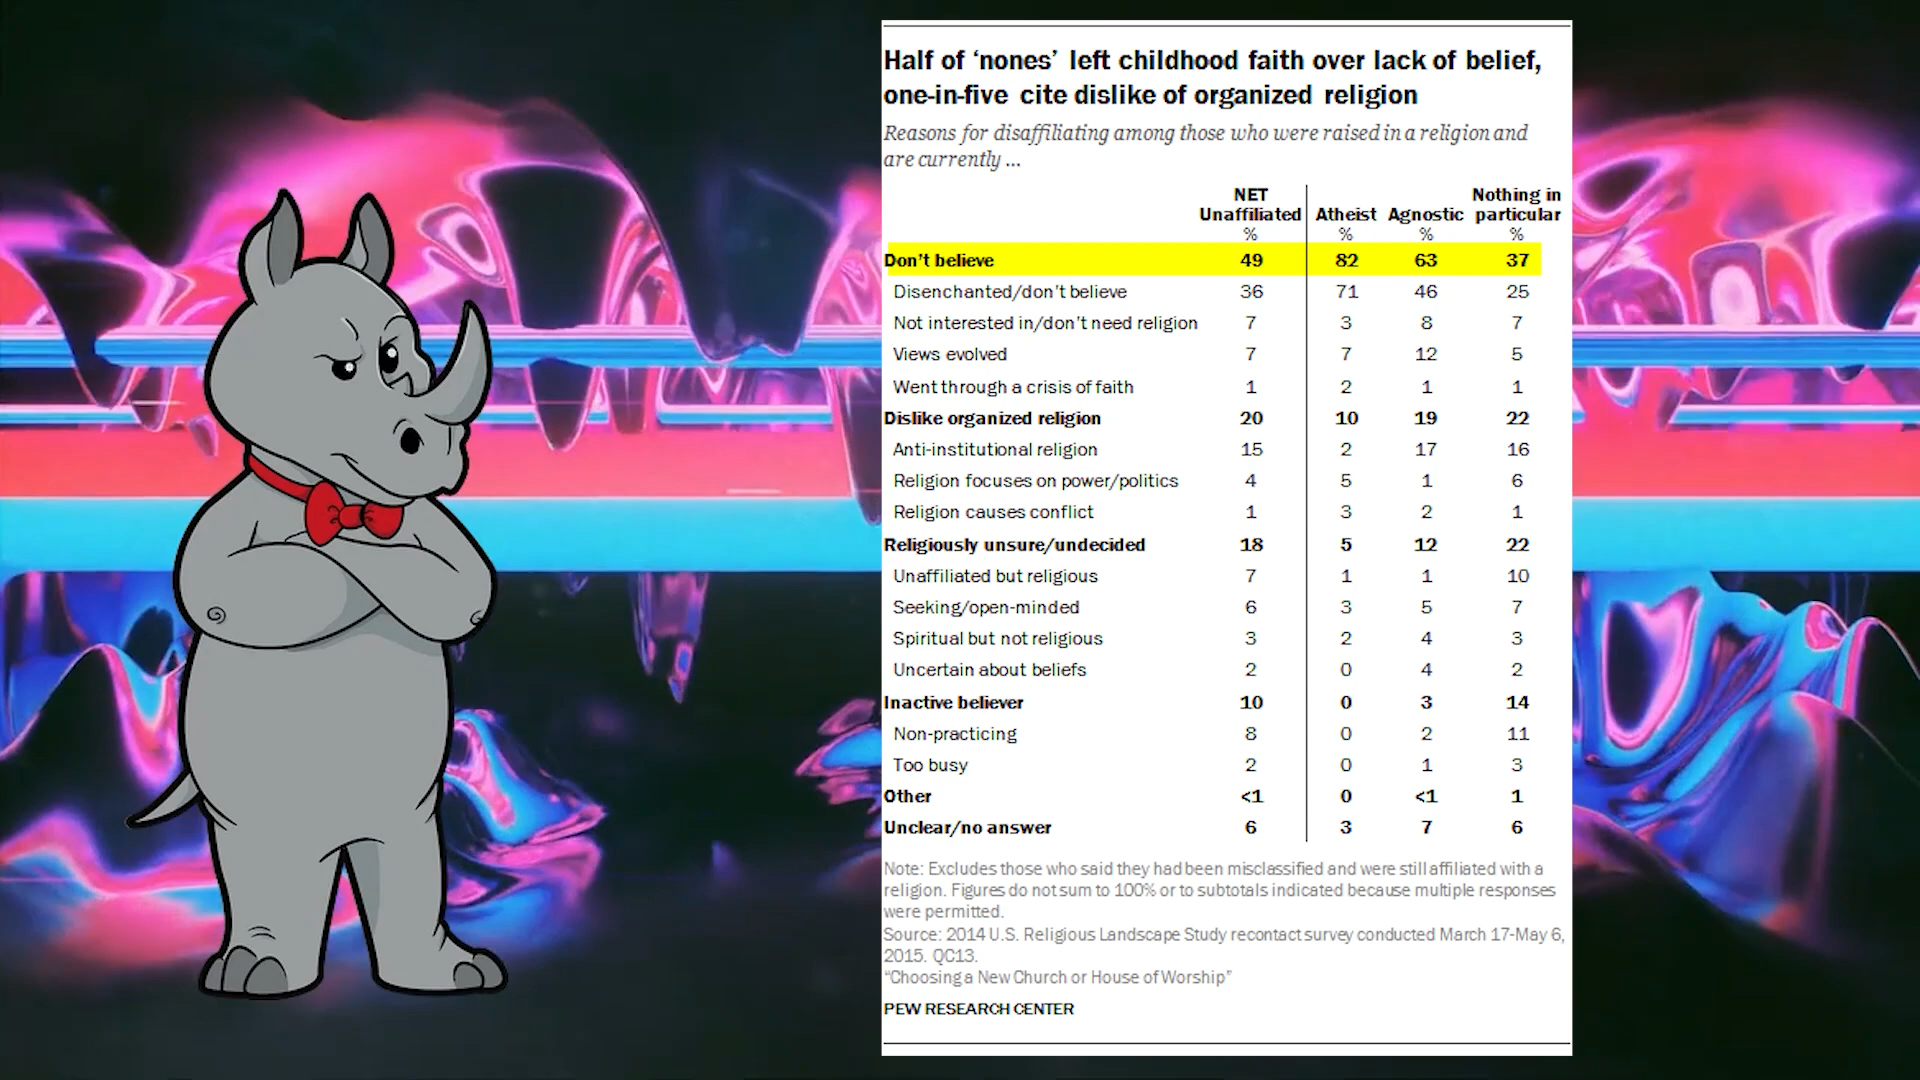 Half of ‘nones’ left childhood faith over lack of belief,
one-in-five cite dislike of organized religion
Reasons for disaffiliating among those who were raised in a religion and
are currently ...
NET Unaffiliated Atheist Agnostic Nothing in particular
% % % %
Don’t believe 49 82 63 37
Disenchanted/don’t believe 36 71 46 25
Not interested in/don’t need religion 7 3 8 7
Views evolved 7 7 12 5
Went through a crisis of faith 1 2 1 1
Dislike organized religion 20 10 19 22
Anti-institutional religion 15 2 17 16
Religion focuses on power/politics 4 5 1 6
Religion causes conflict 1 3 2 1
Religiously unsure/undecided 18 5 12 22
Unaffiliated but religious 7 1 1 10
Seeking/open-minded 6 3 5 7
Spiritual but not religious 3 2 4 3
Uncertain about beliefs 2 0 4 2
Inactive believer 10 0 3 14
Non-practicing 8 0 2 11
Too busy 2 0 1 3
Other <1 0 <1 1
Unclear/no answer 6 3 7 6
Note: Excludes those who said they had been misclassified and were still affiliated with a
religion. Figures do not sum to 100% or to subtotals indicated because multiple responses
were permitted.
Source: 2014 U.S. Religious Landscape Study recontact survey conducted March 17-May 6,
2015. QC13.
“Choosing a New Church or House of Worship”
PEW RESEARCH CENTER